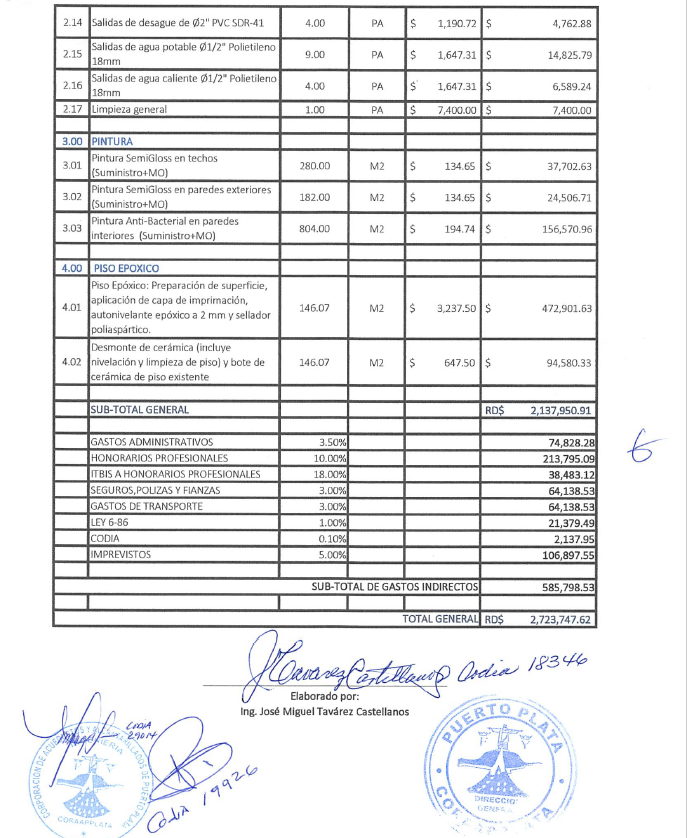 2.14 Salidas de desague de Ø2" PVC SDR-41 4.00 PA $ 1,190.72 $ 4,762.88
2.15 Salidas de agua potable Ø1/2" Polietileno 18mm 9.00 PA $ 1,647.31 $ 14,825.79
2.16 Salidas de agua caliente Ø1/2" Polietileno 18mm 4.00 PA $ 1,647.31 $ 6,589.24
2.17 Limpieza general 1.00 PA $ 7,400.00 $ 7,400.00
3.00 PINTURA
3.01 Pintura SemiGloss en techos (Suministro+MO) 280.00 M2 $ 134.65 $ 37,702.63
3.02 Pintura SemiGloss en paredes exteriores (Suministro+MO) 182.00 M2 $ 134.65 $ 24,506.71
3.03 Pintura Anti-Bacterial en paredes interiores (Suministro+MO) 804.00 M2 $ 194.74 $ 156,570.96
4.00 PISO EPOXICO
4.01 Piso Epóxico: Preparación de superficie, aplicación de capa de imprimación, autonivelante epóxico a 2 mm y sellador poliaspártico. 146.07 M2 $ 3,237.50 $ 472,901.63
4.02 Desmonte de cerámica (incluye nivelación y limpieza de piso) y bote de cerámica de piso existente 146.07 M2 $ 647.50 $ 94,580.33
SUB-TOTAL GENERAL RD$ 2,137,950.91
GASTOS ADMINISTRATIVOS 3.50% 74,828.28
HONORARIOS PROFESIONALES 10.00% 213,795.09
ITBIS A HONORARIOS PROFESIONALES 18.00% 38,483.12
SEGUROS,POLIZAS Y FIANZAS 3.00% 64,138.53
GASTOS DE TRANSPORTE 3.00% 64,138.53
LEY 6-86 1.00% 21,379.49
CODIA 0.10% 2,137.95
IMPREVISTOS 5.00% 106,897.55
SUB-TOTAL DE GASTOS INDIRECTOS 585,798.53
TOTAL GENERAL RD$ 2,723,747.62
6
J Tavarez Castellanos Codia 18346
Elaborado por:
Ing. José Miguel Tavárez Castellanos
CODIA 29014
Codia 19926
CORAAPPLATA
PUERTO PLATA
DIRECCIO
GENE